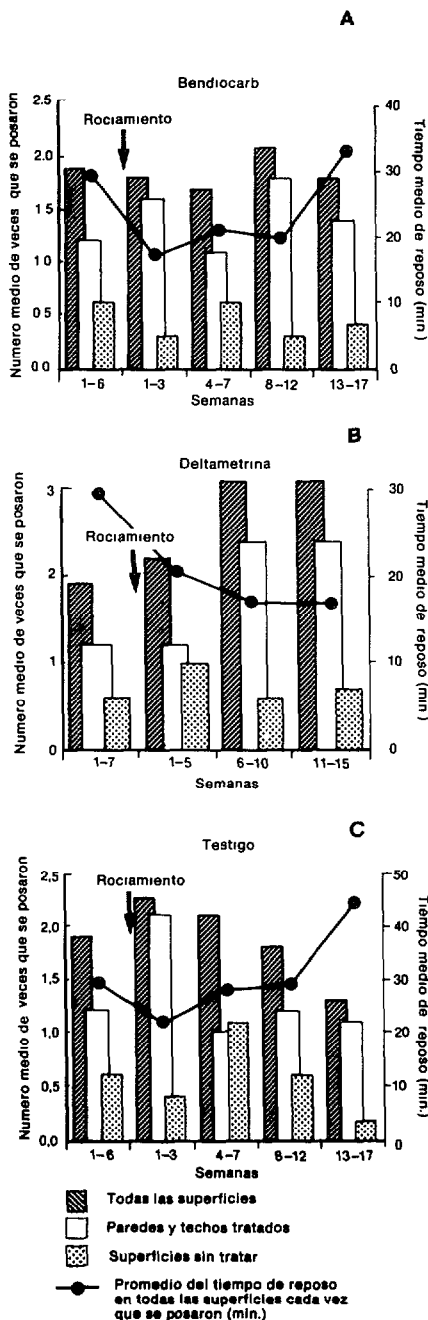 A
Bendiocarb
Numero medio de veces que se posaron
2.5
2.0
1.5
1.0
0.5
0 0
Rociamiento
40
30
20
10
0
Tiempo medio de reposo (min )
1–6 1–3 4–7 8–12 13–17
Semanas
B
Deltametrina
Numero medio de veces que se posaron
3
2
1
0
Rociamiento
30
20
10
0
Tiempo medio de reposo (min )
1–7 1–5 6–10 11–15
Semanas
C
Testigo
Numero medio de veces que se posaron
2,5
2,0
1,5
1,0
0,5
0,0
Rociamiento
50
40
30
20
10
0
Tiempo medio de reposo (min.)
1–6 1–3 4–7 8–12 13–17
Semanas
Todas las superficies
Paredes y techos tratados
Superficies sin tratar
Promedio del tiempo de reposo
en todas las superficies cada vez
que se posaron (min.)